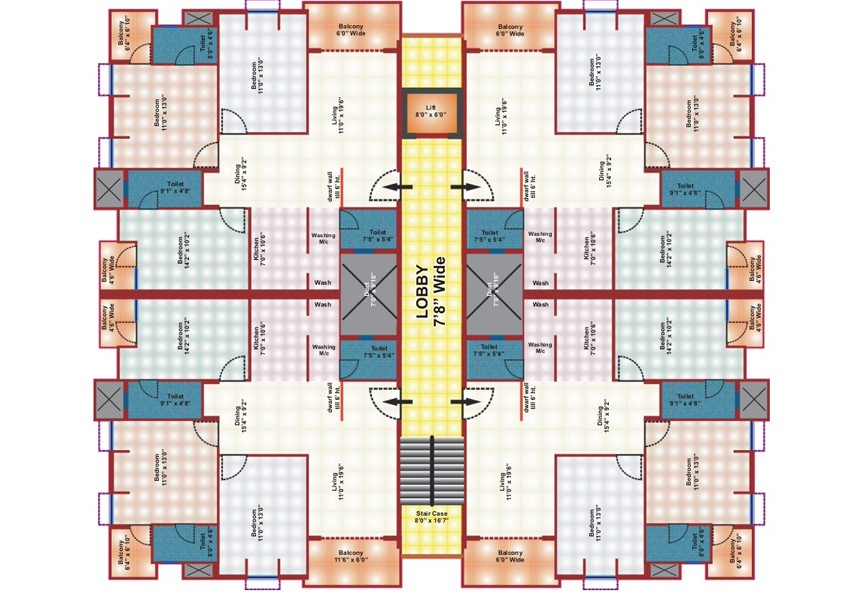 Balcony
6'4" x 6' 10"
Toilet
8'0" x 4'6"
Bedroom
11'0" x 13'0"
Balcony
6'0" Wide
Balcony
6'0" Wide
Bedroom
11'0" x 13'0"
Toilet
8'0" x 4'6"
Balcony
6'4" x 6' 10"
Bedroom
11'0" x 13'0"
Living
11'0" x 19'6"
Lift
8'0" x 6'0"
Living
11'0" x 19'6"
Bedroom
11'0" x 13'0"
Toilet
9'1" x 4'8"
Dining
15'4" x 9'2"
dwarf wall
till 6' ht.
dwarf wall
till 6' ht.
Dining
15'4" x 9'2"
Toilet
9'1" x 4'8"
Balcony
4'6" Wide
Bedroom
14'2" x 10'2"
Kitchen
7'0" x 10'6"
Washing
M/c
Wash
Toilet
7'5" x 5'4"
LOBBY
7'8" Wide
Toilet
7'5" x 5'4"
Washing
M/c
Wash
Kitchen
7'0" x 10'6"
Bedroom
14'2" x 10'2"
Balcony
4'6" Wide
Balcony
4'6" Wide
Bedroom
14'2" x 10'2"
Kitchen
7'0" x 10'6"
Wash
Washing
M/c
Toilet
7'5" x 5'4"
Toilet
7'5" x 5'4"
Wash
Washing
M/c
Kitchen
7'0" x 10'6"
Bedroom
14'2" x 10'2"
Balcony
4'6" Wide
Toilet
9'1" x 4'8"
Dining
15'4" x 9'2"
dwarf wall
till 6' ht.
dwarf wall
till 6' ht.
Dining
15'4" x 9'2"
Toilet
9'1" x 4'8"
Bedroom
11'0" x 13'0"
Living
11'0" x 19'6"
Living
11'0" x 19'6"
Bedroom
11'0" x 13'0"
Balcony
6'4" x 6' 10"
Toilet
8'0" x 4'6"
Bedroom
11'0" x 13'0"
Balcony
11'6" x 6'0"
Stair Case
8'0" x 16'7"
Balcony
6'0" Wide
Bedroom
11'0" x 13'0"
Toilet
8'0" x 4'6"
Balcony
6'4" x 6' 10"